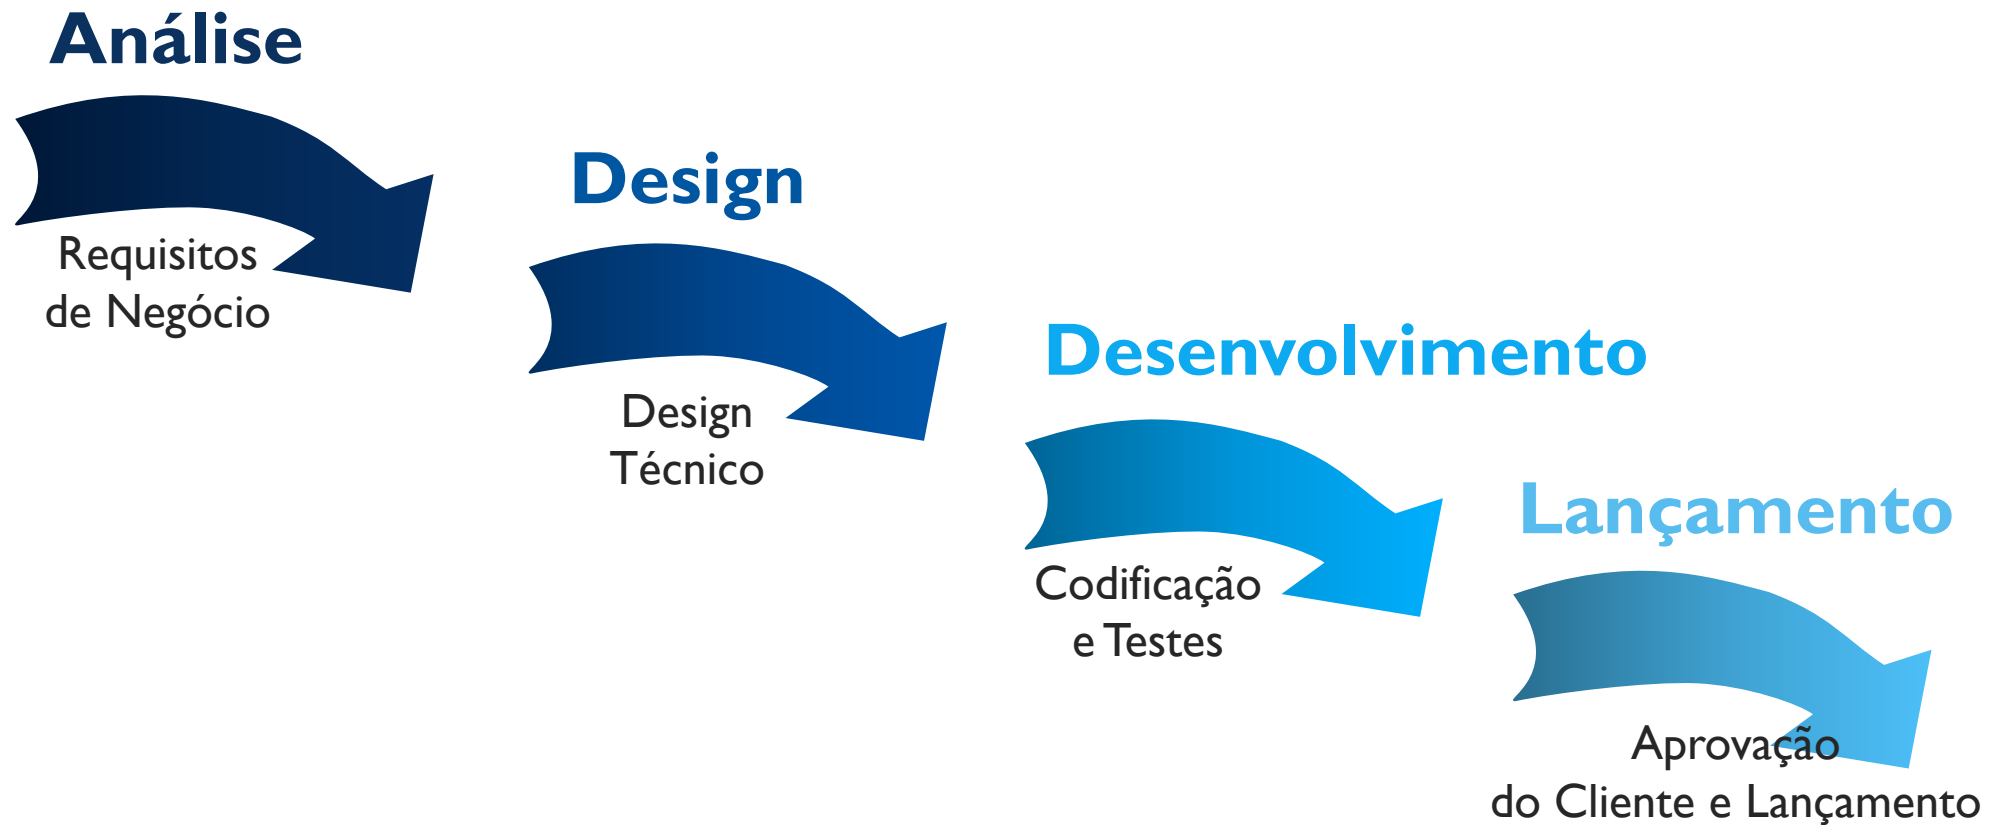 Análise
Requisitos
de Negócio
Design
Design
Técnico
Desenvolvimento
Codificação
e Testes
Lançamento
Aprovação
do Cliente e Lançamento